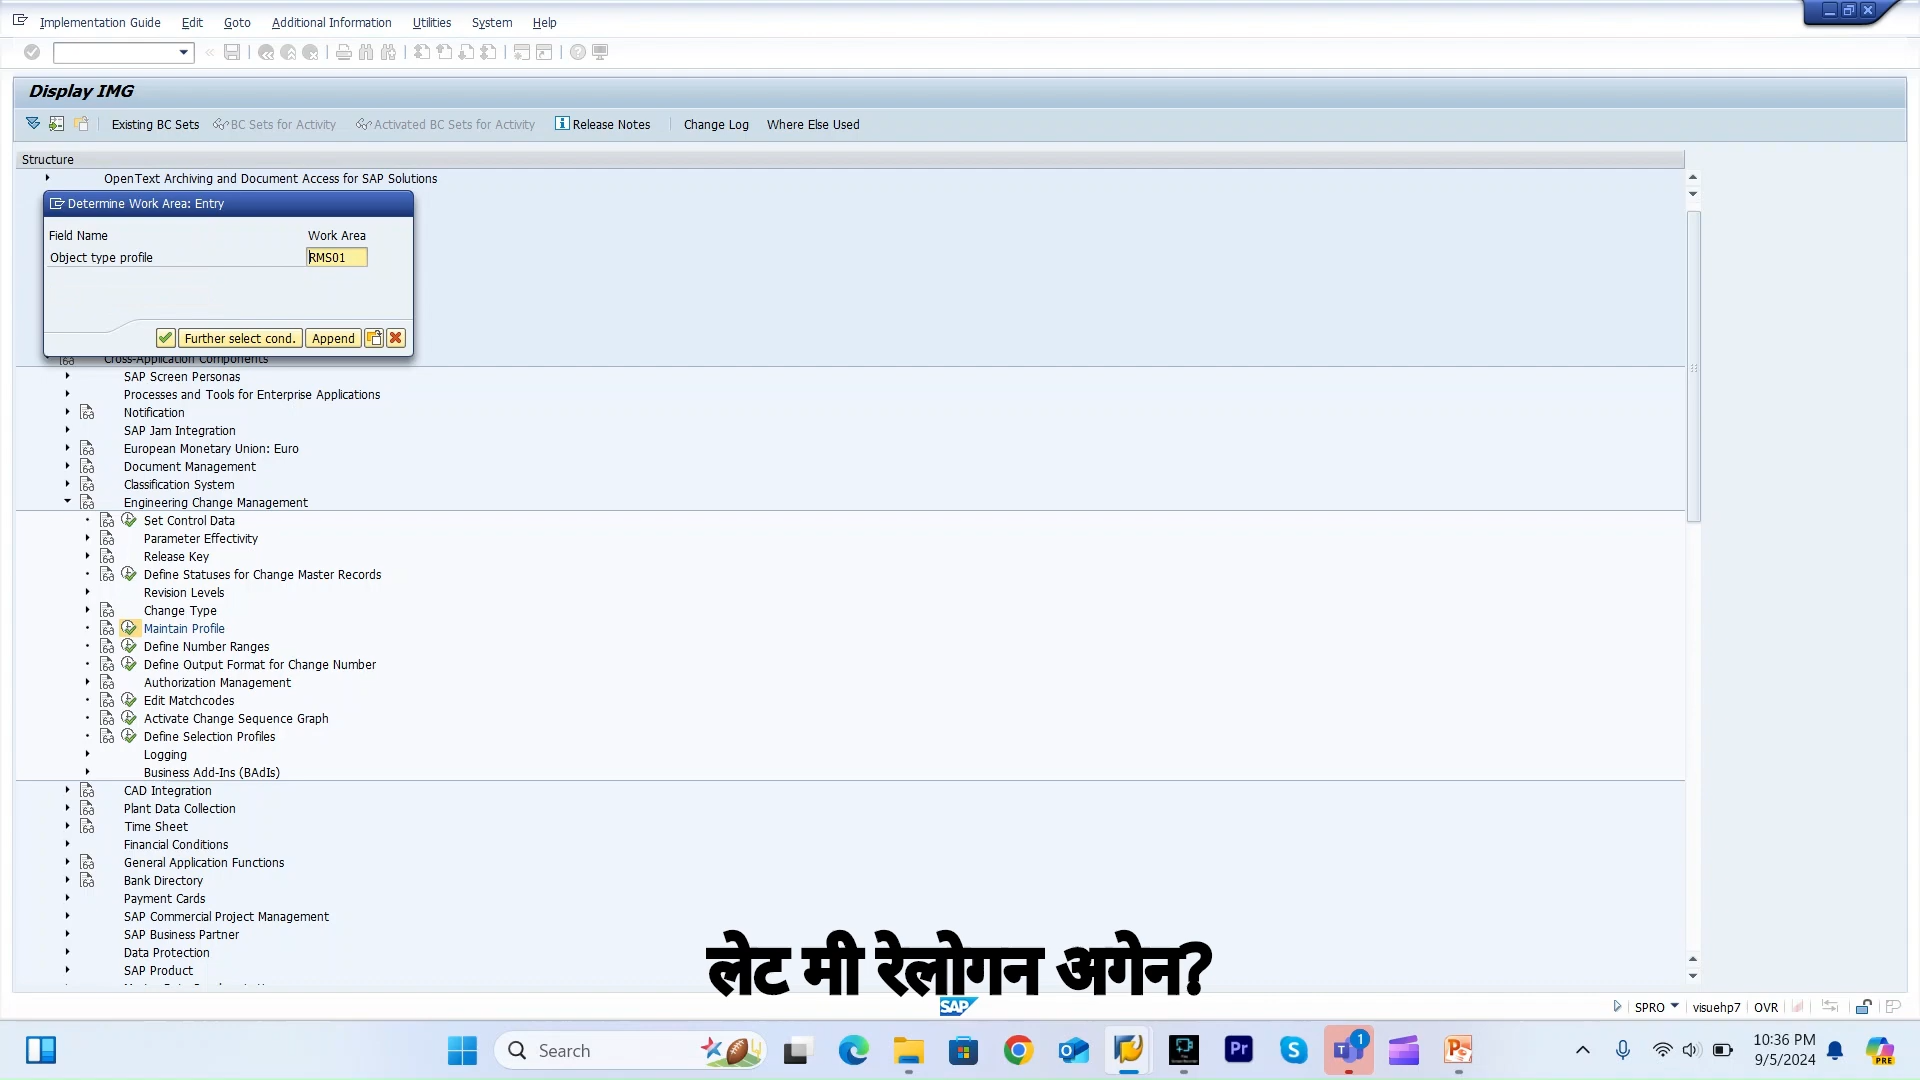 Implementation Guide Edit Goto Additional Information Utilities System Help
Display IMG
Existing BC Sets BC Sets for Activity Activated BC Sets for Activity Release Notes Change Log Where Else Used
Structure
OpenText Archiving and Document Access for SAP Solutions
Determine Work Area: Entry
Field Name Work Area
Object type profile RMS01
Further select cond. Append
Cross-Application Components
SAP Screen Personas
Processes and Tools for Enterprise Applications
Notification
SAP Jam Integration
European Monetary Union: Euro
Document Management
Classification System
Engineering Change Management
Set Control Data
Parameter Effectivity
Release Key
Define Statuses for Change Master Records
Revision Levels
Change Type
Maintain Profile
Define Number Ranges
Define Output Format for Change Number
Authorization Management
Edit Matchcodes
Activate Change Sequence Graph
Define Selection Profiles
Logging
Business Add-Ins (BAdIs)
CAD Integration
Plant Data Collection
Time Sheet
Financial Conditions
General Application Functions
Bank Directory
Payment Cards
SAP Commercial Project Management
SAP Business Partner
Data Protection
SAP Product
लेट मी रेलोगन अगेन?
SAP
SPRO visuehp7 OVR
Search
Pr
1
10:36 PM
9/5/2024
PRE